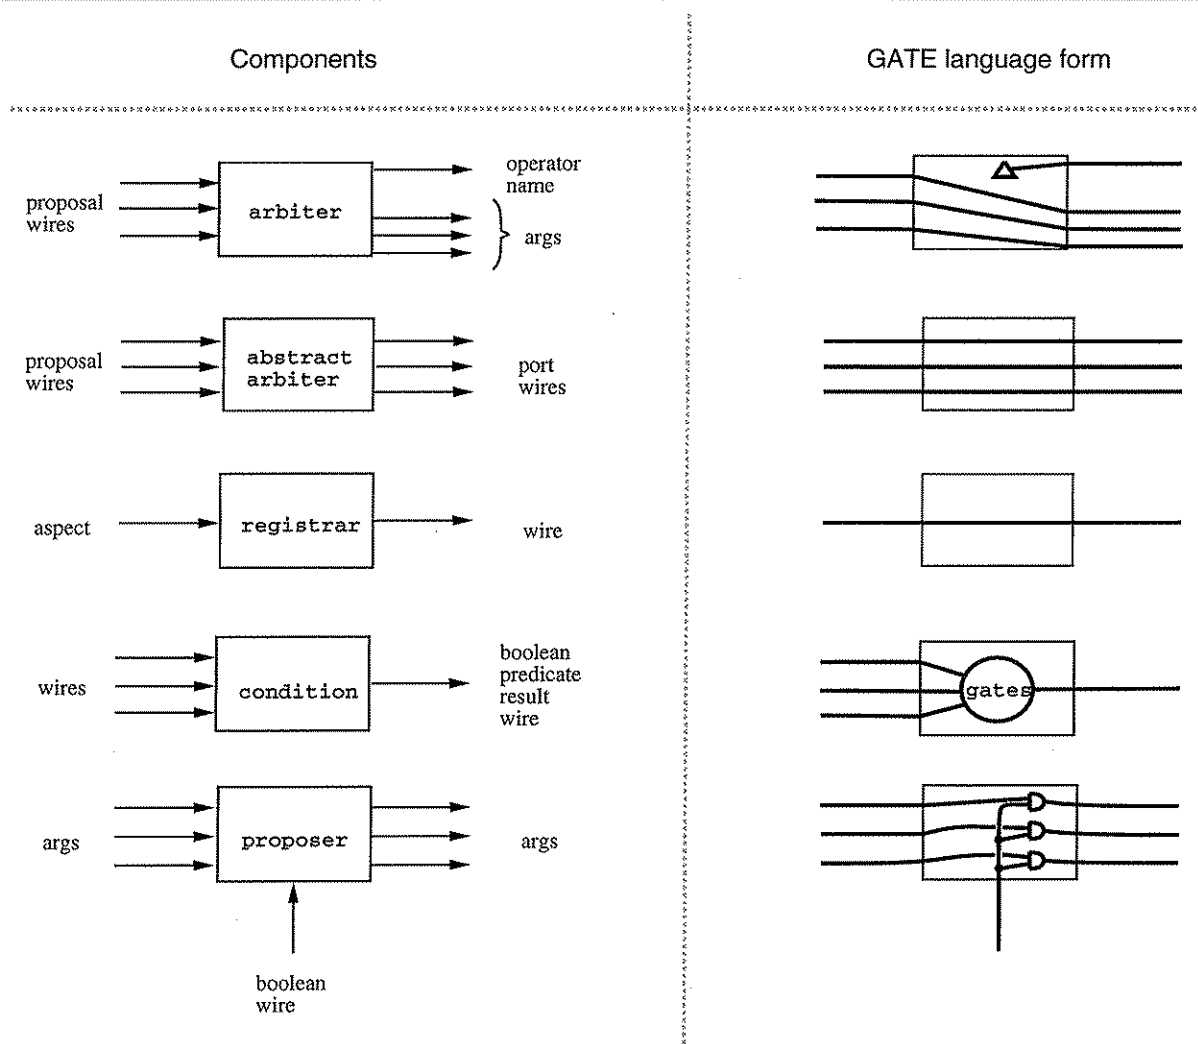 Components
GATE language form
proposal
wires
arbiter
operator
name
args
proposal
wires
abstract
arbiter
port
wires
aspect
registrar
wire
wires
condition
boolean
predicate
result
wire
gates
args
proposer
args
boolean
wire